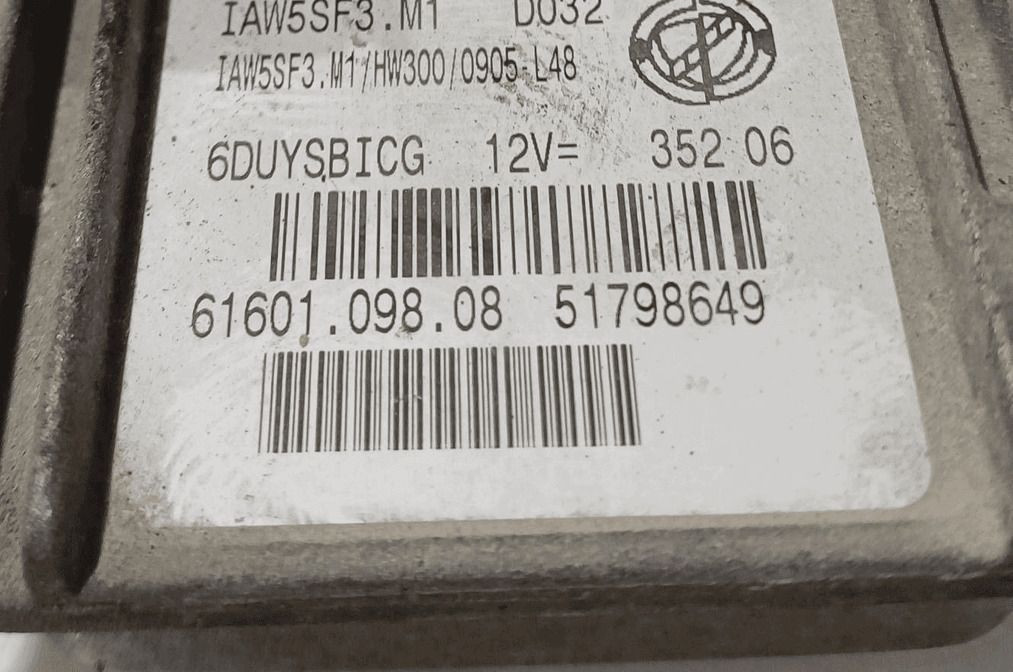 IAW5SF3.M1 D032
IAW5SF3.M1/HW300/0905-L48
6DUYSBICG 12V= 352 06
61601.098.08 51798649